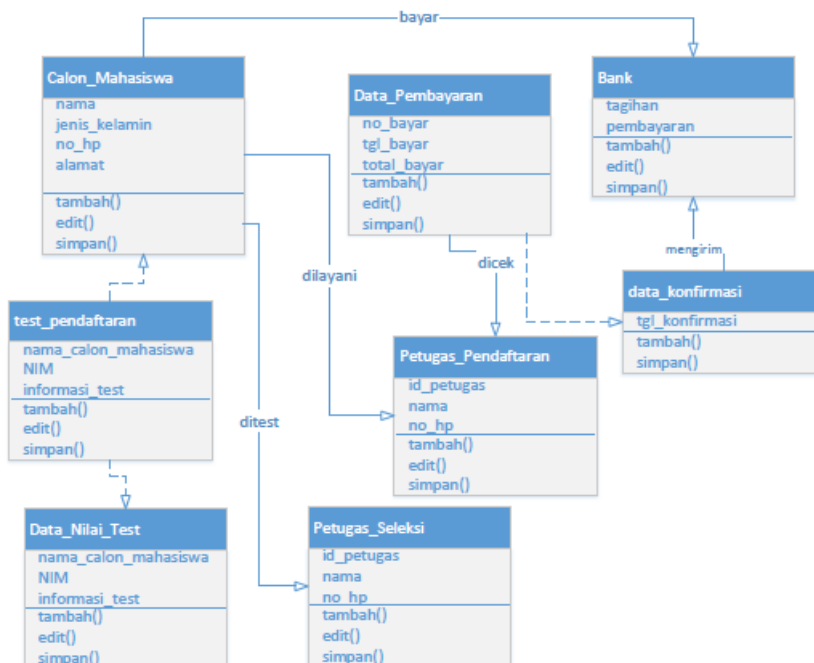 bayar
Calon_Mahasiswa
nama
jenis_kelamin
no_hp
alamat
tambah()
edit()
simpan()
Data_Pembayaran
no_bayar
tgl_bayar
total_bayar
tambah()
edit()
simpan()
Bank
tagihan
pembayaran
tambah()
edit()
simpan()
dilayani
dicek
mengirim
data_konfirmasi
tgl_konfirmasi
tambah()
simpan()
test_pendaftaran
nama_calon_mahasiswa
NIM
informasi_test
tambah()
edit()
simpan()
ditest
Petugas_Pendaftaran
id_petugas
nama
no_hp
tambah()
edit()
simpan()
Data_Nilai_Test
nama_calon_mahasiswa
NIM
informasi_test
tambah()
edit()
simpan()
Petugas_Seleksi
id_petugas
nama
no_hp
tambah()
edit()
simpan()